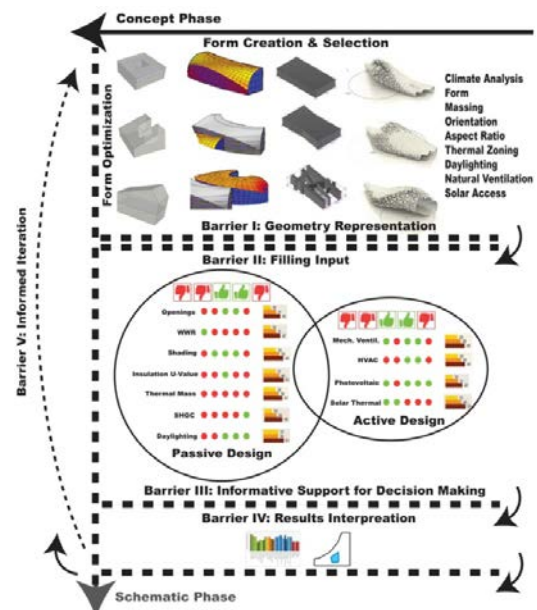 Concept Phase
Form Creation & Selection
Form Optimization
Climate Analysis
Form
Massing
Orientation
Aspect Ratio
Thermal Zoning
Daylighting
Natural Ventilation
Solar Access
Barrier I: Geometry Representation
Barrier II: Filling Input
Barrier V: Informed Iteration
Openings
WWR
Shading
Insulation U-Value
Thermal Mass
SHGC
Daylighting
Passive Design
Mech. Ventil.
HVAC
Photovoltaic
Solar Thermal
Active Design
Barrier III: Informative Support for Decision Making
Barrier IV: Results Interpreation
Schematic Phase